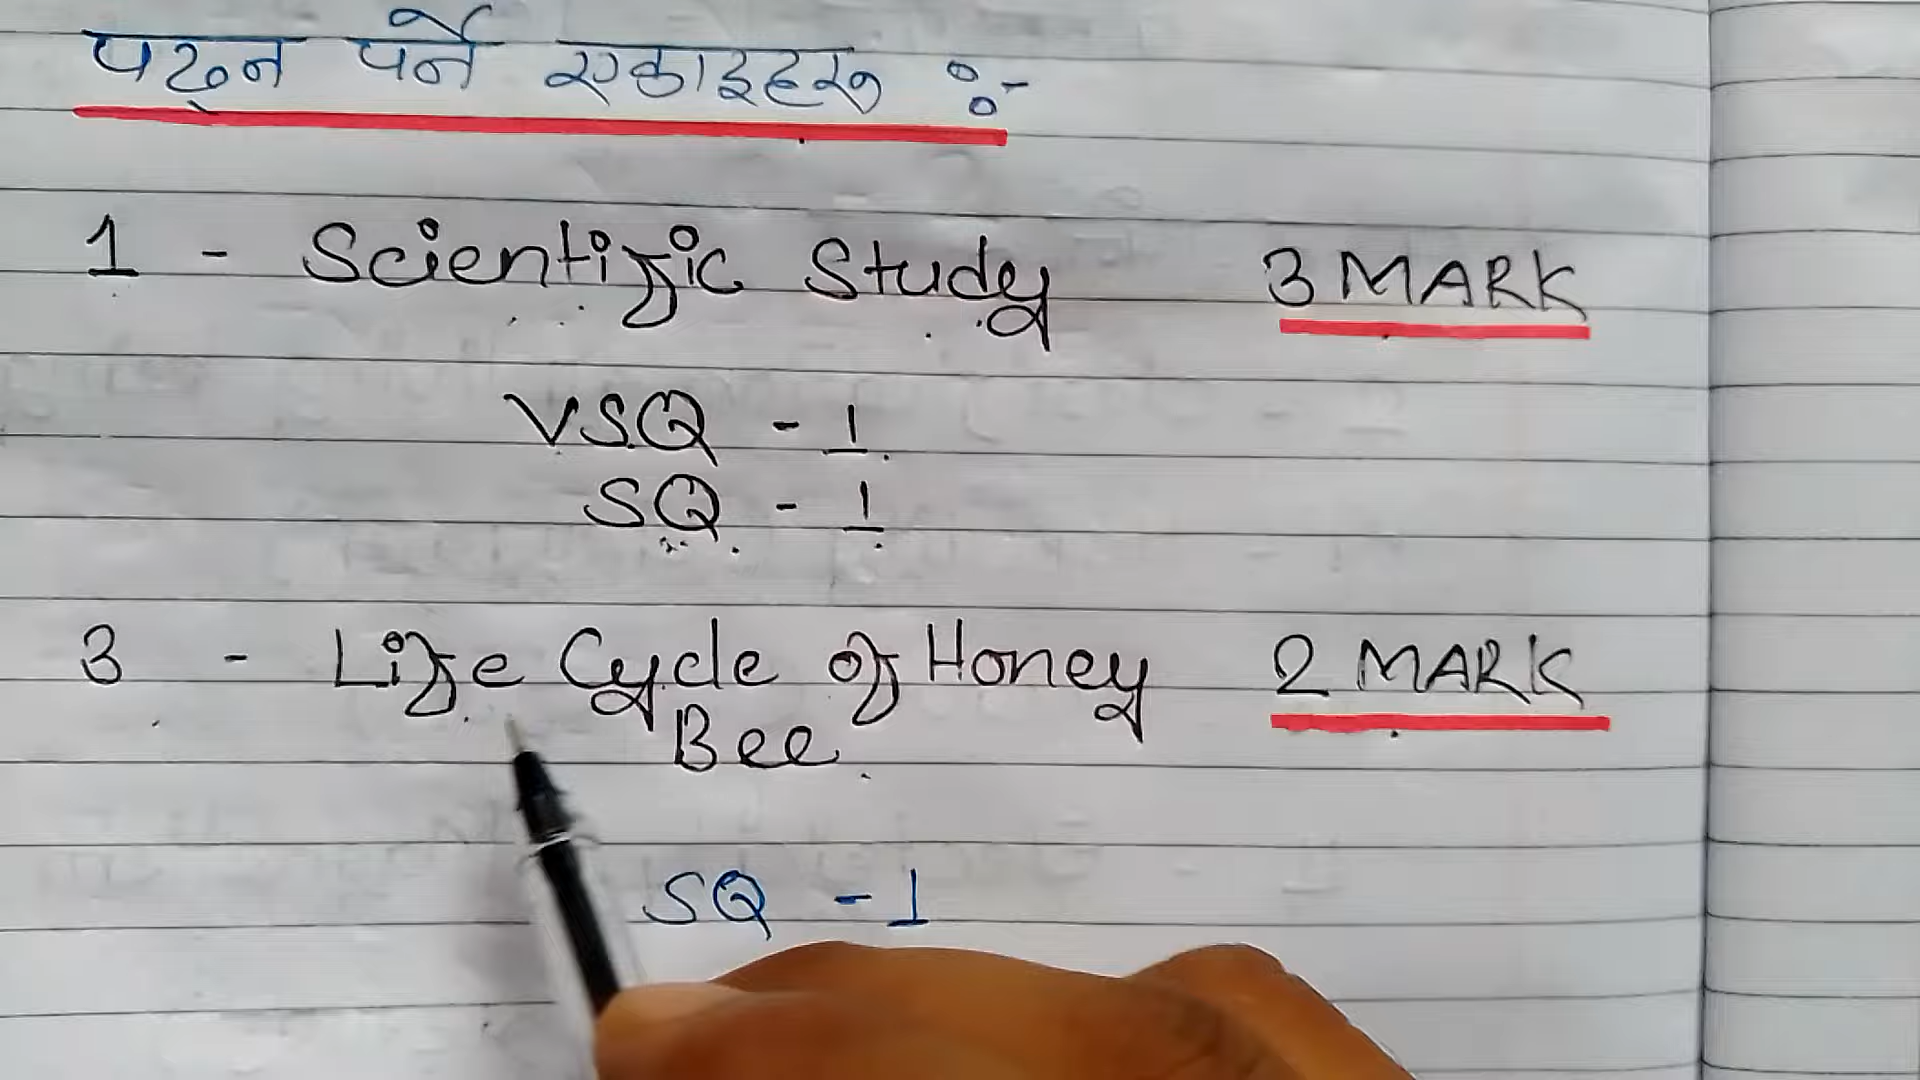 पढ्न पर्ने एकाइहरू :-
1 - Scientific Study 3 MARK
VSQ - 1
SQ - 1
3 - Life Cycle of Honey Bee 2 MARK
SQ - 1